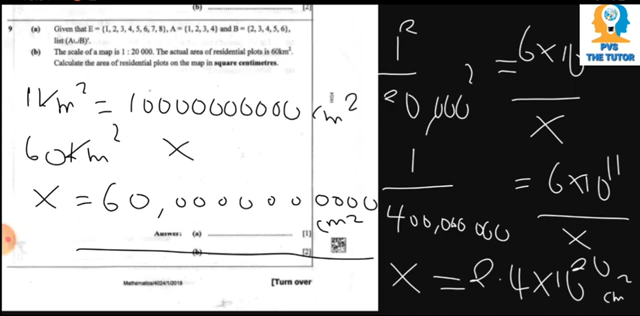 (b) [2]
9 (a) Given that E = {1, 2, 3, 4, 5, 6, 7, 8}, A = {1, 2, 3, 4} and B = {2, 3, 4, 5, 6},
list (A∪B)′.
(b) The scale of a map is 1 : 20 000. The actual area of residential plots is 60km².
Calculate the area of residential plots on the map in square centimetres.
1Km² = 10000000000 cm²
60Km² X
X = 60,0000000000
cm2
Answer: (a) [1]
(b) [2]
Mathematics/4024/1/2018
[Turn over
PVS
THE TUTOR
1² / 20,000² = 6×10 / X
1 / 400,000 000 = 6×10¹¹ / X
X = 2.4×10²⁰ cm²